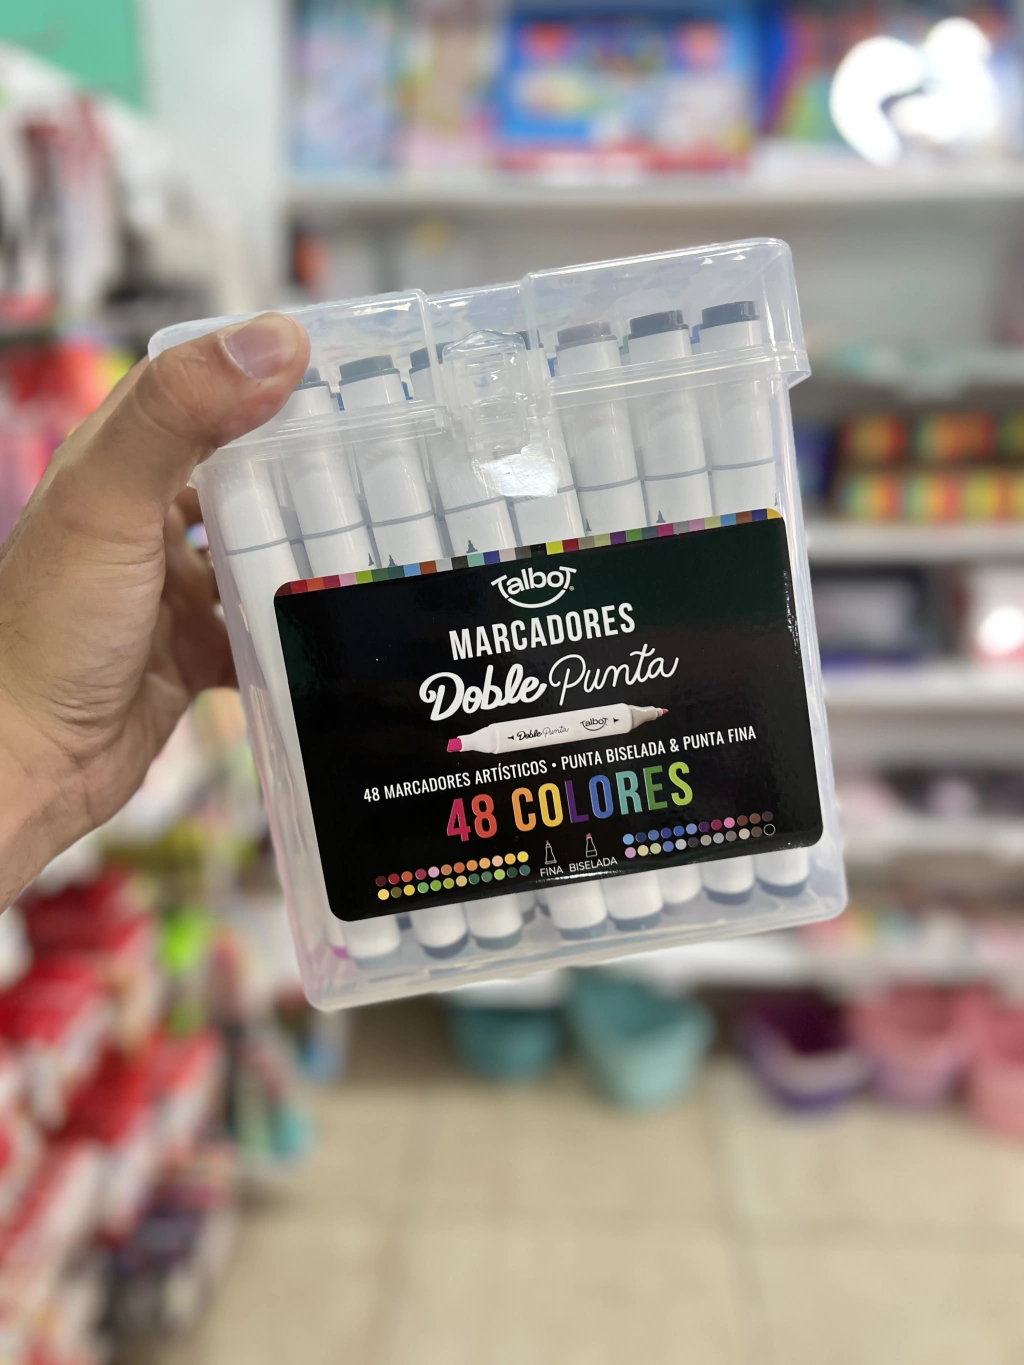 Talbot®
MARCADORES
Doble Punta
Doble Punta Talbot
48 MARCADORES ARTÍSTICOS • PUNTA BISELADA & PUNTA FINA
48 COLORES
FINA BISELADA